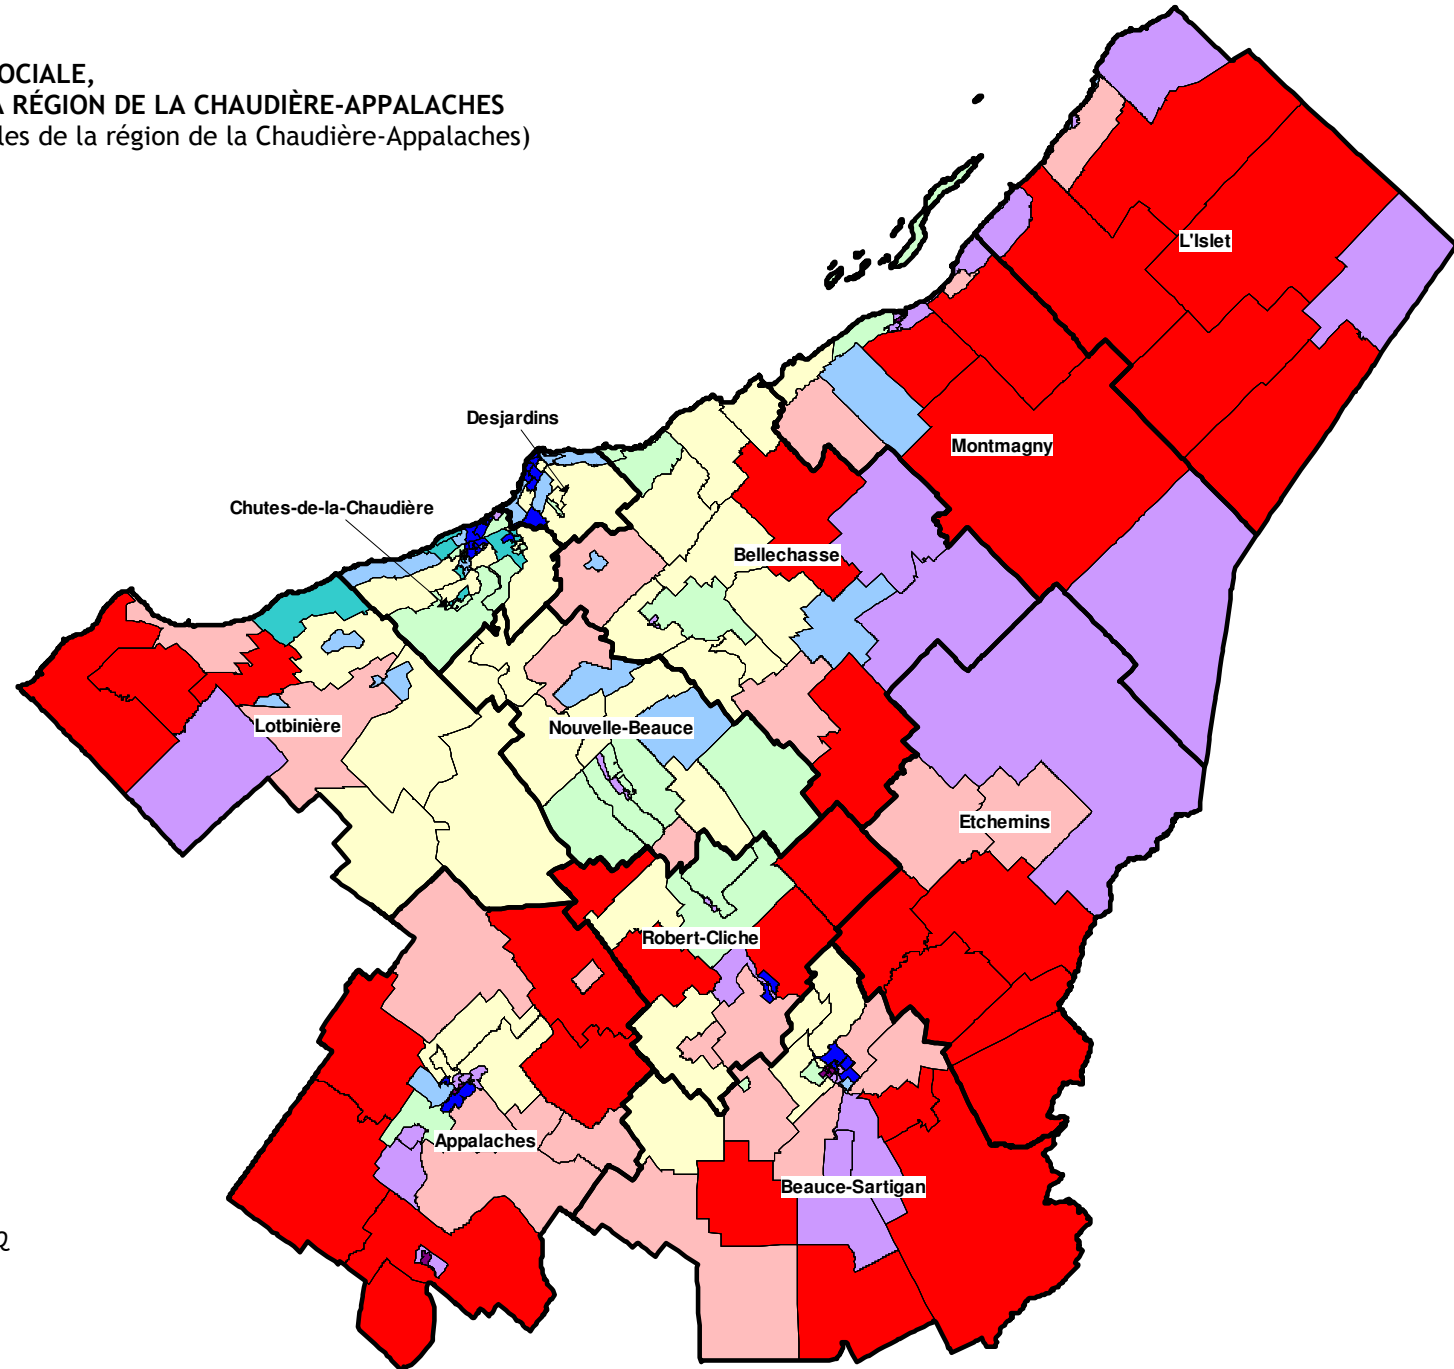 OCIALE,
A RÉGION DE LA CHAUDIÈRE-APPALACHES
les de la région de la Chaudière-Appalaches)
L'Islet
Desjardins
Montmagny
Chutes-de-la-Chaudière
Bellechasse
Lotbinière
Nouvelle-Beauce
Etchemins
Robert-Cliche
Appalaches
Beauce-Sartigan